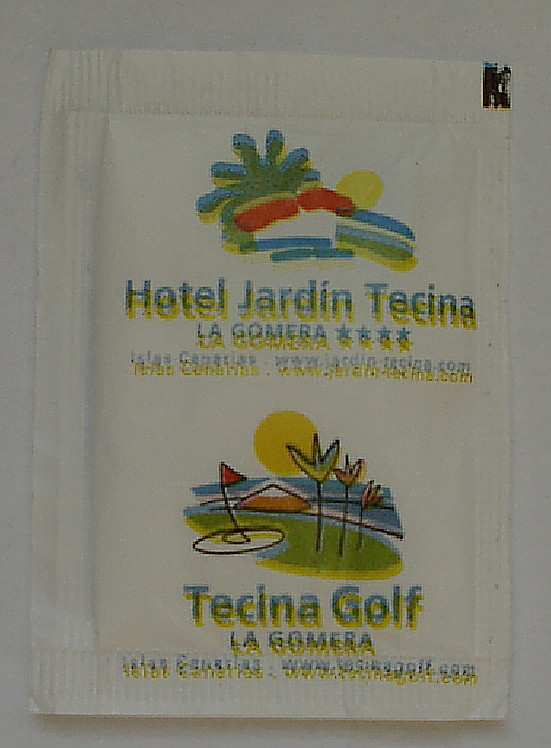 Hotel Jardín Tecina
LA GOMERA ★★★★
Islas Canarias . www.jardin-tecina.com
Tecina Golf
LA GOMERA
Islas Canarias . www.tecinagolf.com